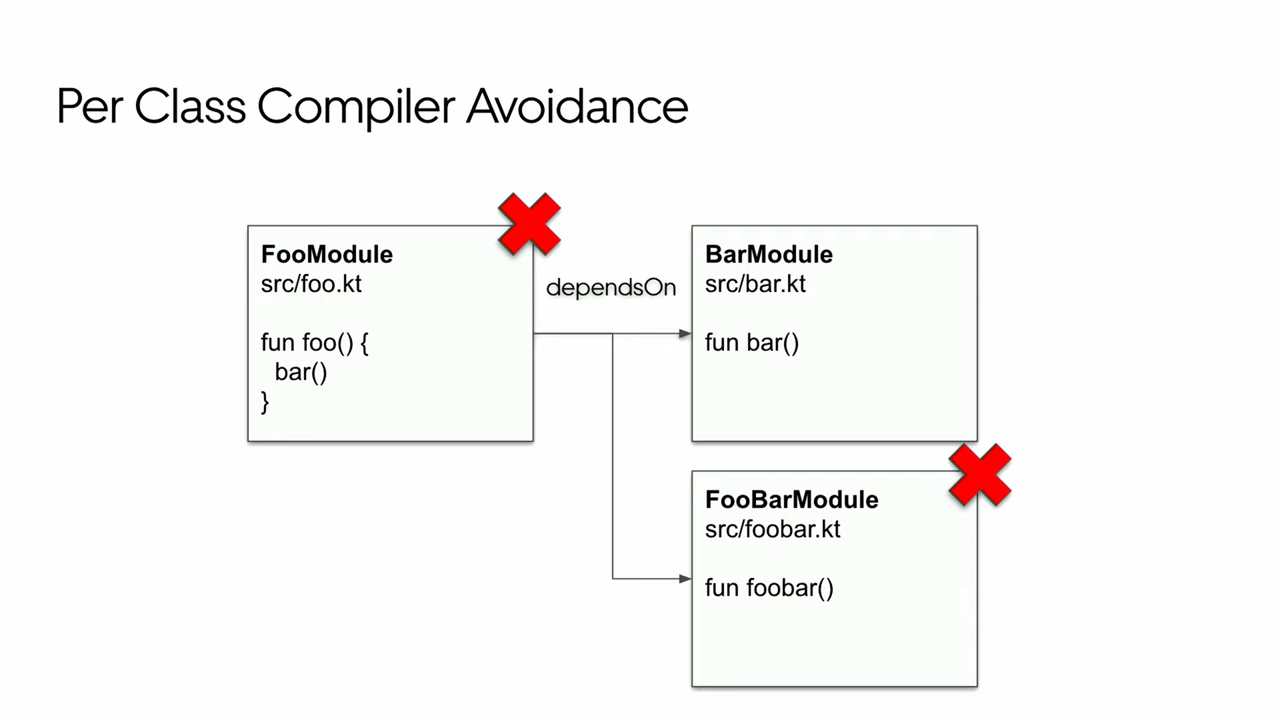 Per Class Compiler Avoidance
FooModule
src/foo.kt
fun foo() {
bar()
}
dependsOn
BarModule
src/bar.kt
fun bar()
FooBarModule
src/foobar.kt
fun foobar()